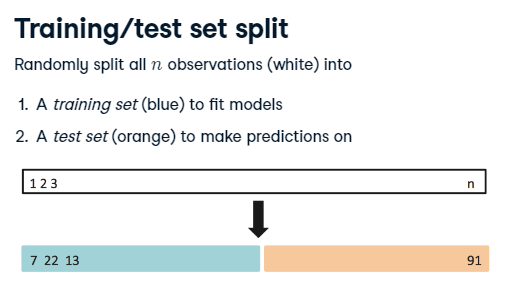 Training/test set split
Randomly split all n observations (white) into
1. A training set (blue) to fit models
2. A test set (orange) to make predictions on
1 2 3 n
7 22 13 91